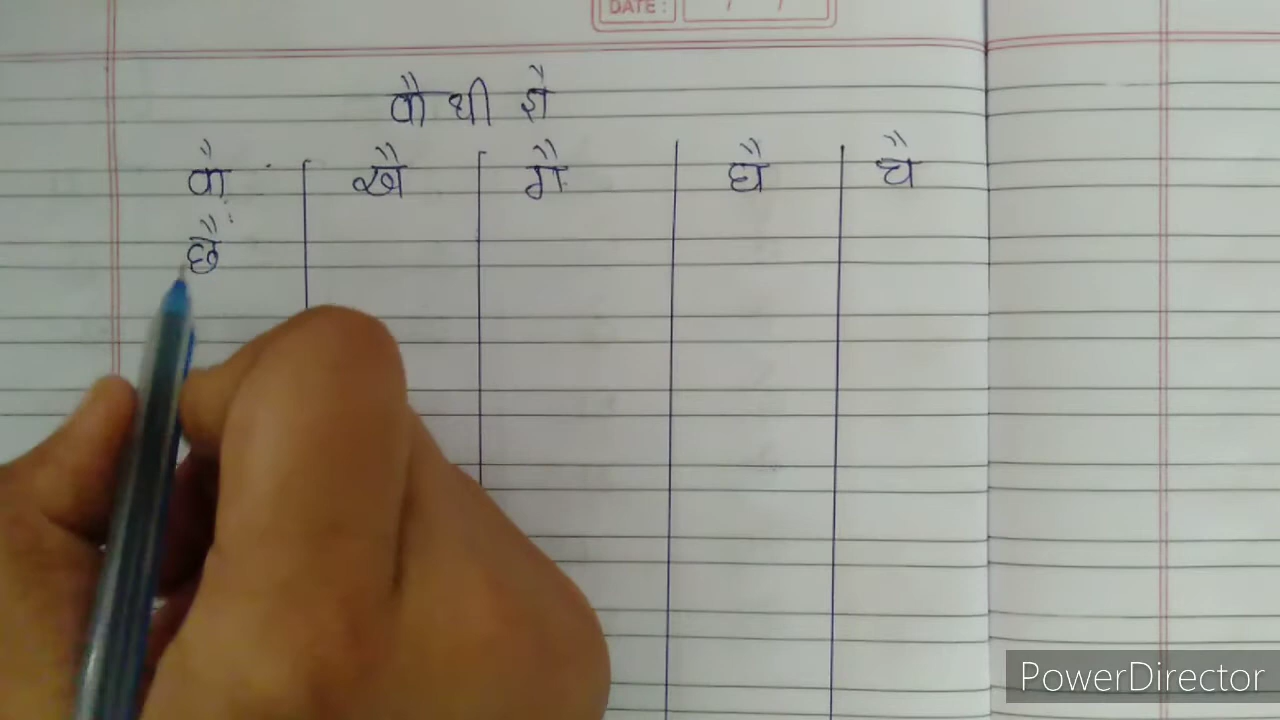 DATE :
कै थी ज्ञै
कै खै गै घै चै
छै
PowerDirector